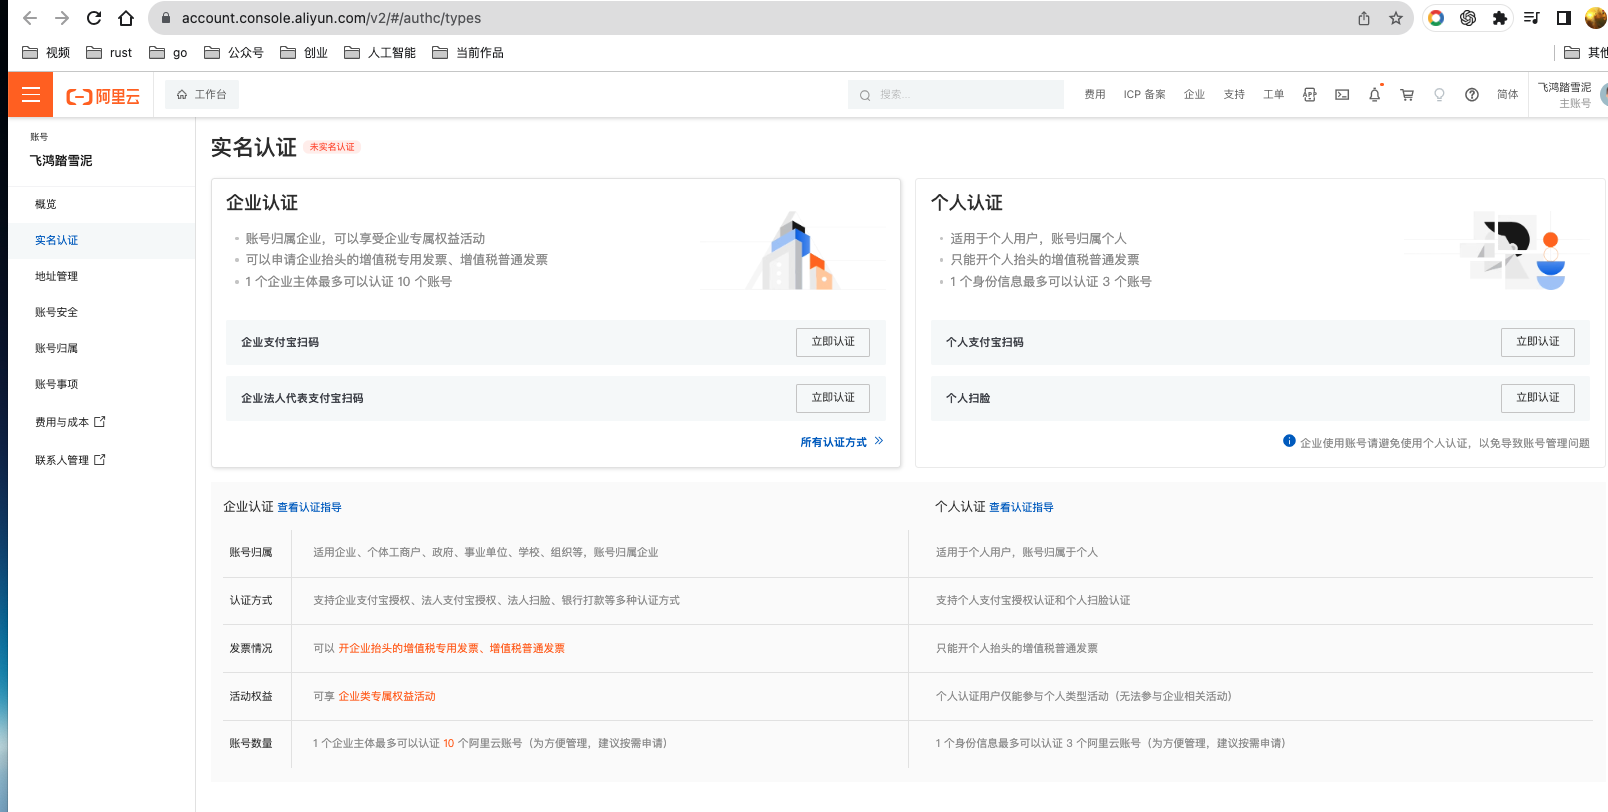 account.console.aliyun.com/v2/#/authc/types
视频 rust go 公众号 创业 人工智能 当前作品 其他
阿里云 工作台 搜索... 费用 ICP 备案 企业 支持 工单 简体 飞鸿踏雪泥
主账号
账号
飞鸿踏雪泥
概览
实名认证
地址管理
账号安全
账号归属
账号事项
费用与成本
联系人管理
实名认证 未实名认证
企业认证
账号归属企业，可以享受企业专属权益活动
可以申请企业抬头的增值税专用发票、增值税普通发票
1 个企业主体最多可以认证 10 个账号
企业支付宝扫码 立即认证
企业法人代表支付宝扫码 立即认证
所有认证方式
个人认证
适用于个人用户，账号归属个人
只能开个人抬头的增值税普通发票
1 个身份信息最多可以认证 3 个账号
个人支付宝扫码 立即认证
个人扫脸 立即认证
企业使用账号请避免使用个人认证，以免导致账号管理问题
企业认证 查看认证指导 个人认证 查看认证指导
账号归属 适用企业、个体工商户、政府、事业单位、学校、组织等，账号归属企业 适用于个人用户，账号归属于个人
认证方式 支持企业支付宝授权、法人支付宝授权、法人扫脸、银行打款等多种认证方式 支持个人支付宝授权认证和个人扫脸认证
发票情况 可以 开企业抬头的增值税专用发票、增值税普通发票 只能开个人抬头的增值税普通发票
活动权益 可享 企业类专属权益活动 个人认证用户仅能参与个人类型活动（无法参与企业相关活动）
账号数量 1 个企业主体最多可以认证 10 个阿里云账号（为方便管理，建议按需申请） 1 个身份信息最多可以认证 3 个阿里云账号（为方便管理，建议按需申请）